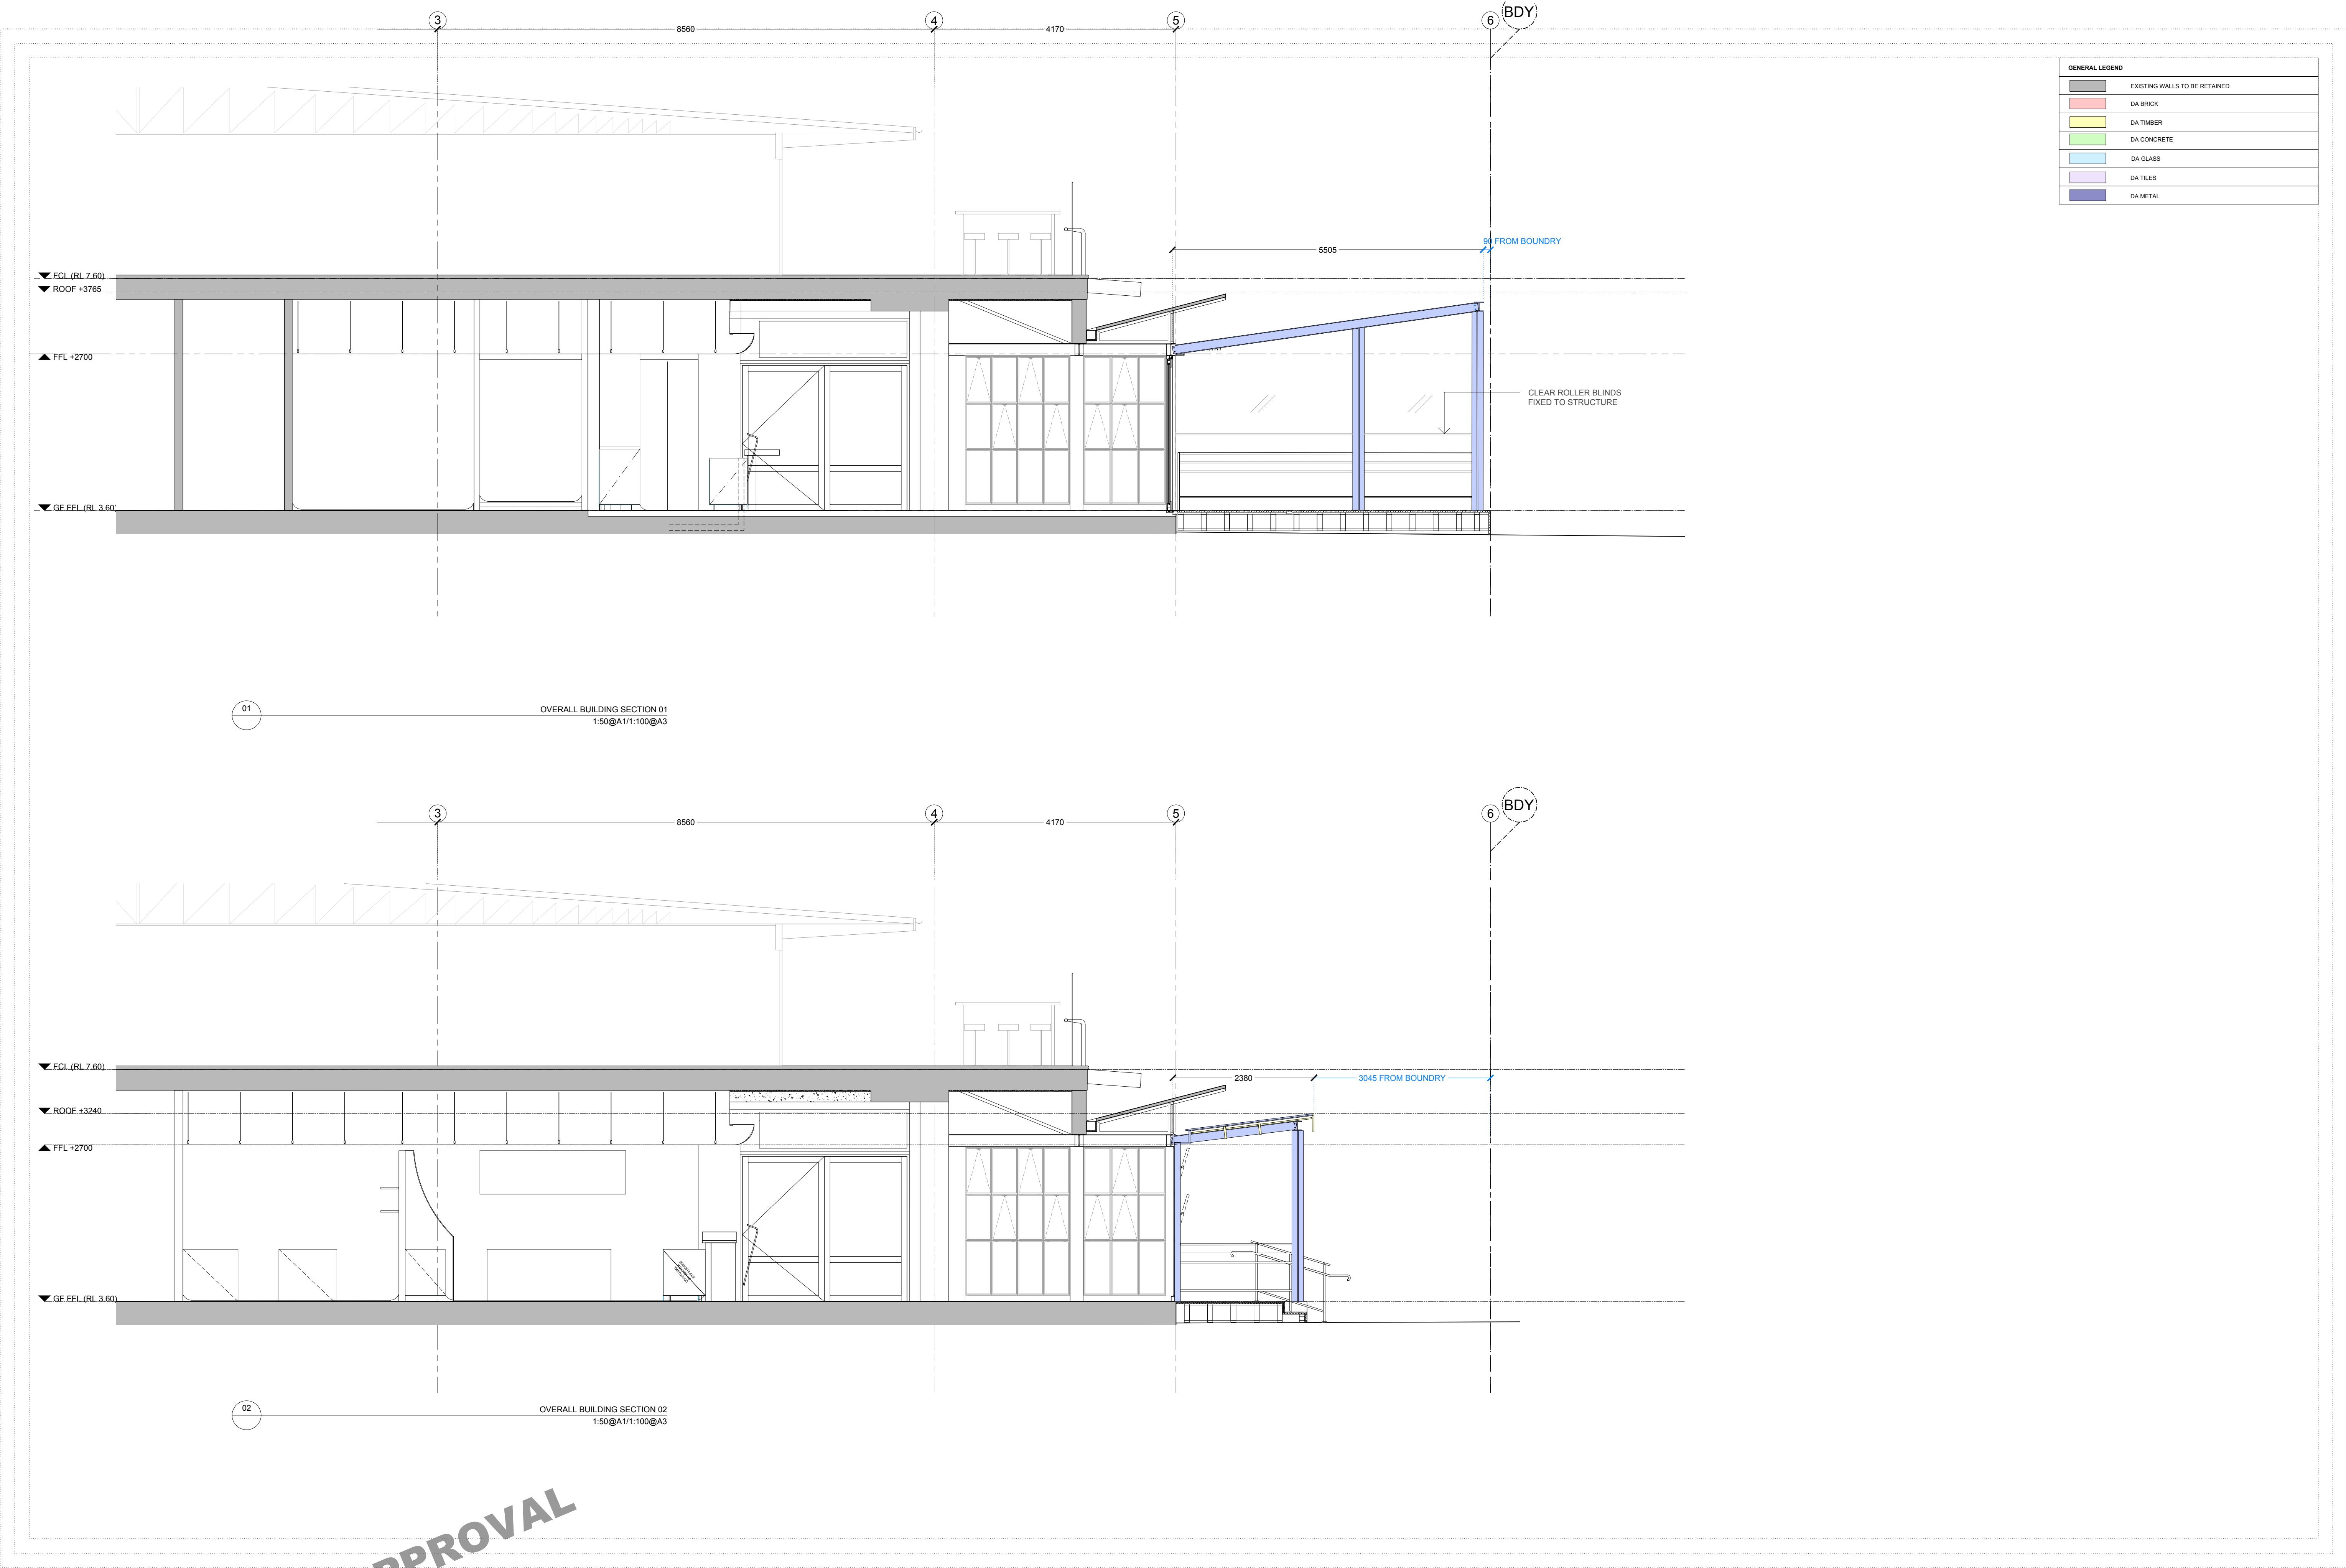 3
4
5
6
BDY
8560
4170
GENERAL LEGEND
EXISTING WALLS TO BE RETAINED
DA BRICK
DA TIMBER
DA CONCRETE
DA GLASS
DA TILES
DA METAL
90 FROM BOUNDRY
5505
FCL (RL 7.60)
ROOF +3765
FFL +2700
CLEAR ROLLER BLINDS
FIXED TO STRUCTURE
GF FFL (RL 3.60)
01
OVERALL BUILDING SECTION 01
1:50@A1/1:100@A3
3
4
5
6
BDY
8560
4170
FCL (RL 7.60)
2380
3045 FROM BOUNDRY
ROOF +3240
FFL +2700
GF FFL (RL 3.60)
02
OVERALL BUILDING SECTION 02
1:50@A1/1:100@A3
PPROVAL